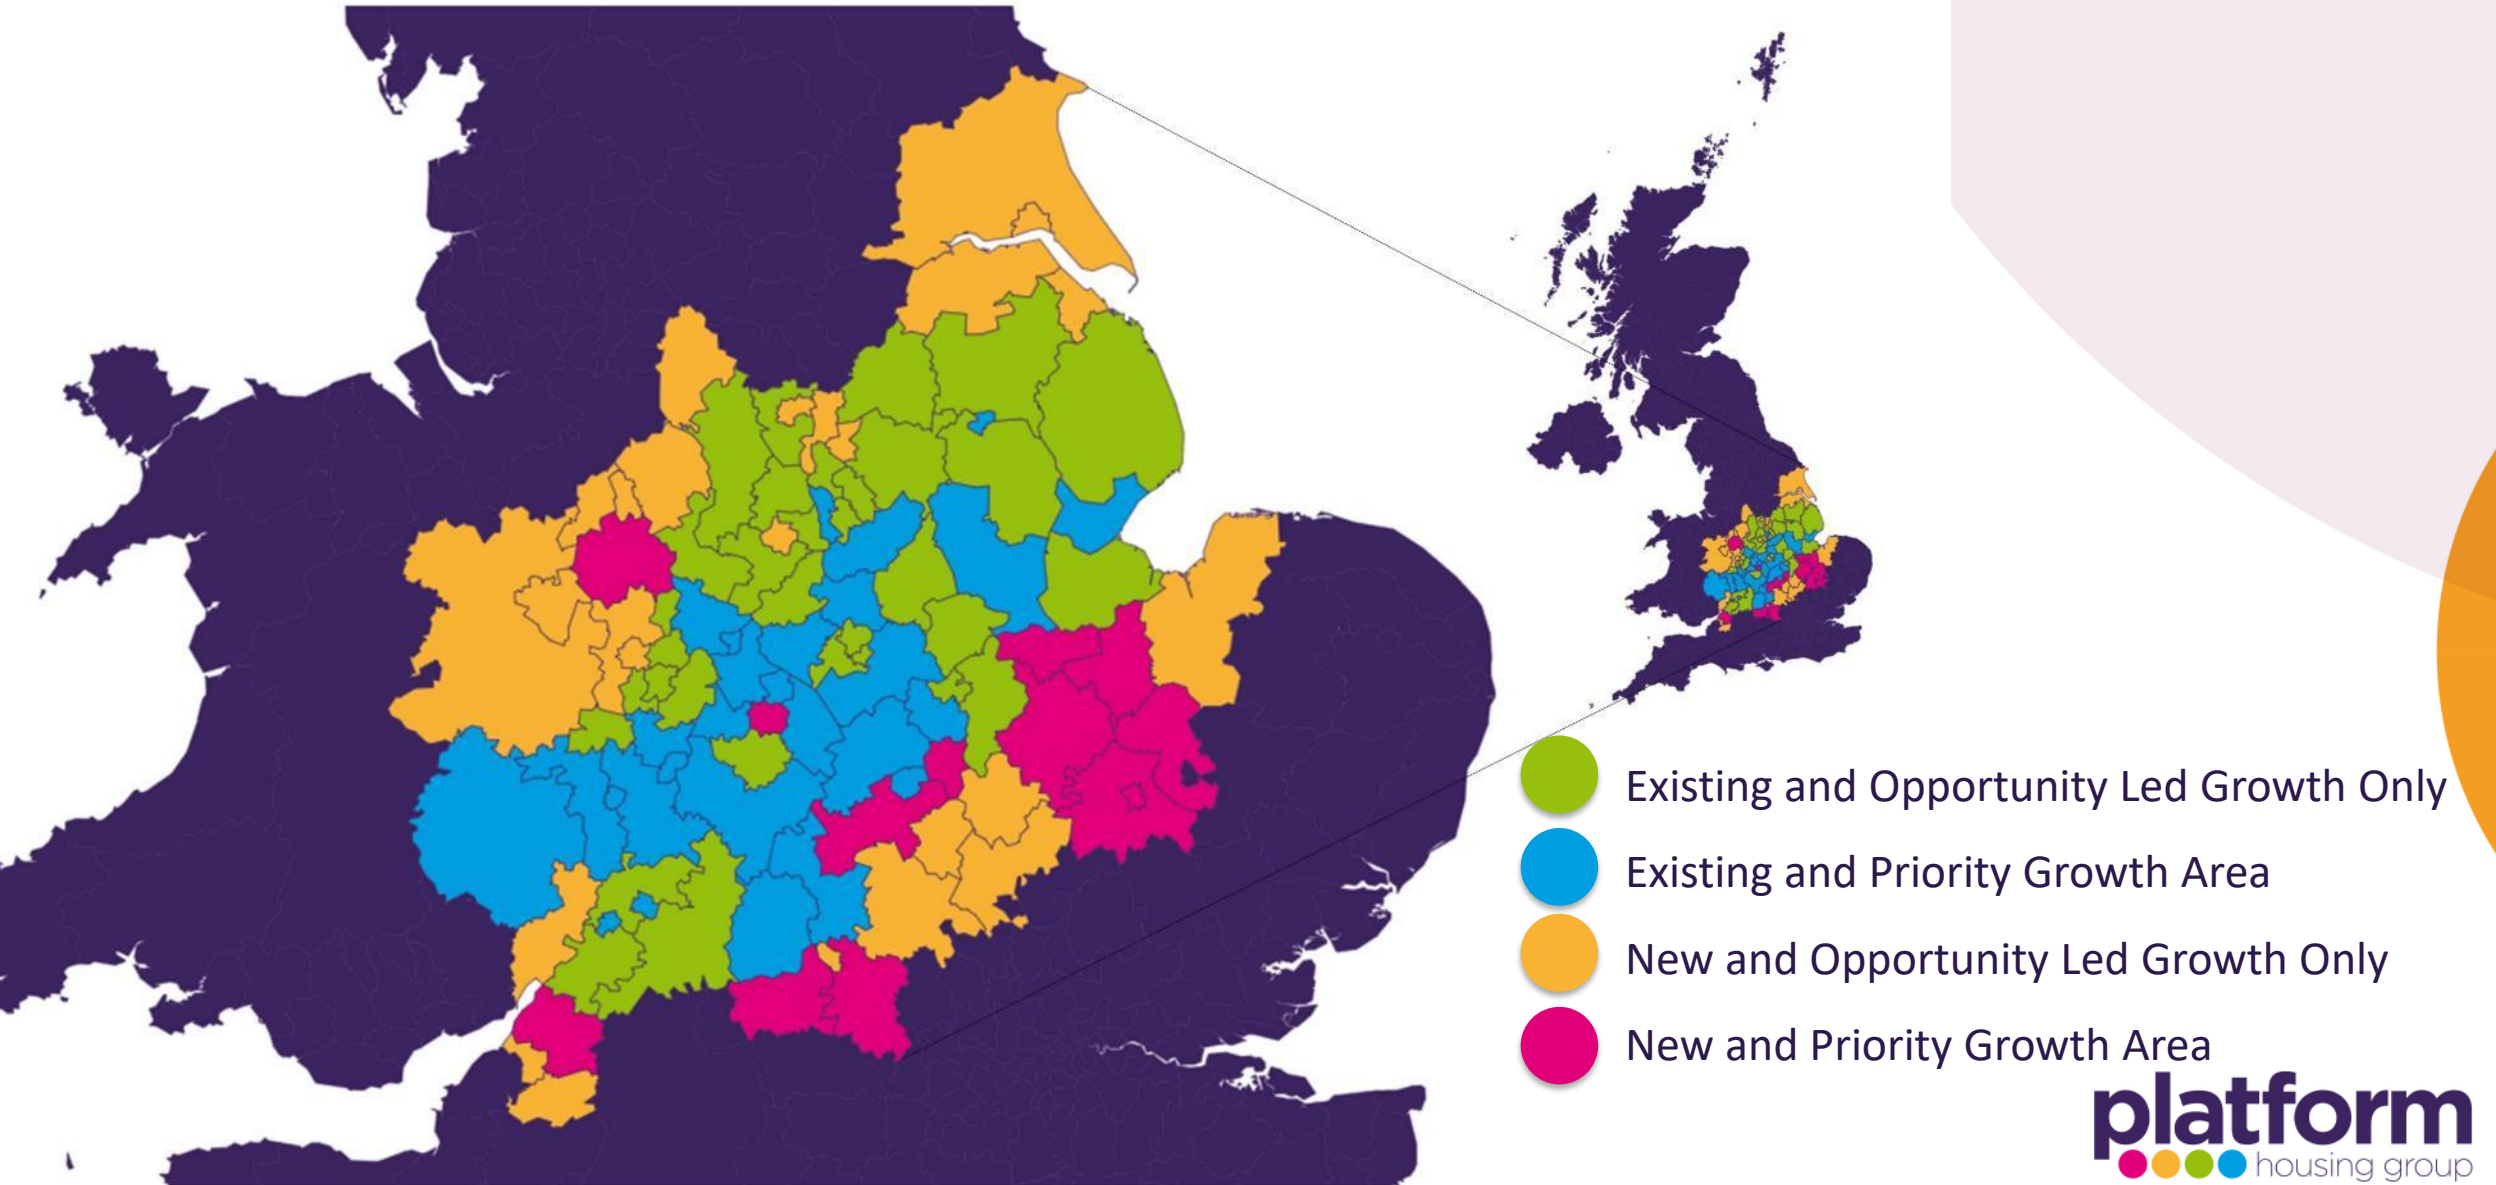 Existing and Opportunity Led Growth Only
Existing and Priority Growth Area
New and Opportunity Led Growth Only
New and Priority Growth Area
platform
housing group